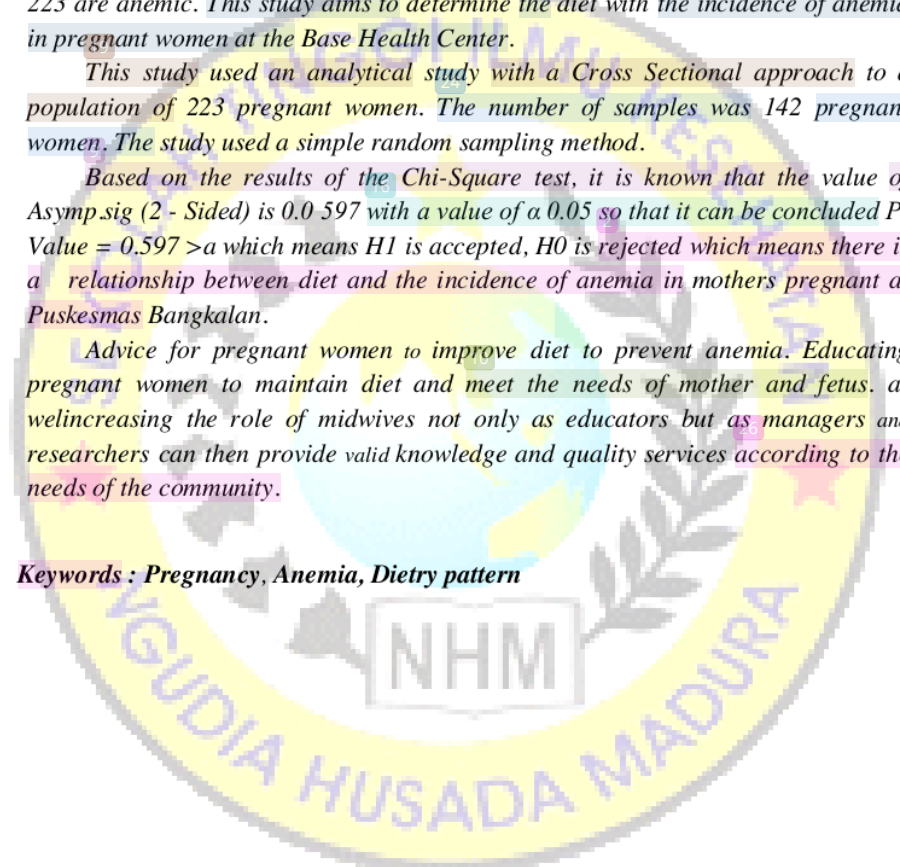 223 are anemic. This study aims to determine the diet with the incidence of anemia
in pregnant women at the Base Health Center.
29
This study used an analytical study with a Cross Sectional approach to a
24
population of 223 pregnant women. The number of samples was 142 pregnan
women. The study used a simple random sampling method.
Based on the results of the Chi-Square test, it is known that the value o
Asymp.sig (2 - Sided) is 0.0 597 with a value of α 0.05 so that it can be concluded P
Value = 0.597 >a which means H1 is accepted, H0 is rejected which means there i
a relationship between diet and the incidence of anemia in mothers pregnant a
Puskesmas Bangkalan.
Advice for pregnant women to improve diet to prevent anemia. Educating
pregnant women to maintain diet and meet the needs of mother and fetus. a
welincreasing the role of midwives not only as educators but as managers and
26
researchers can then provide valid knowledge and quality services according to the
needs of the community.
Keywords : Pregnancy, Anemia, Dietry pattern
NHM
NGUDIA HUSADA MADURA